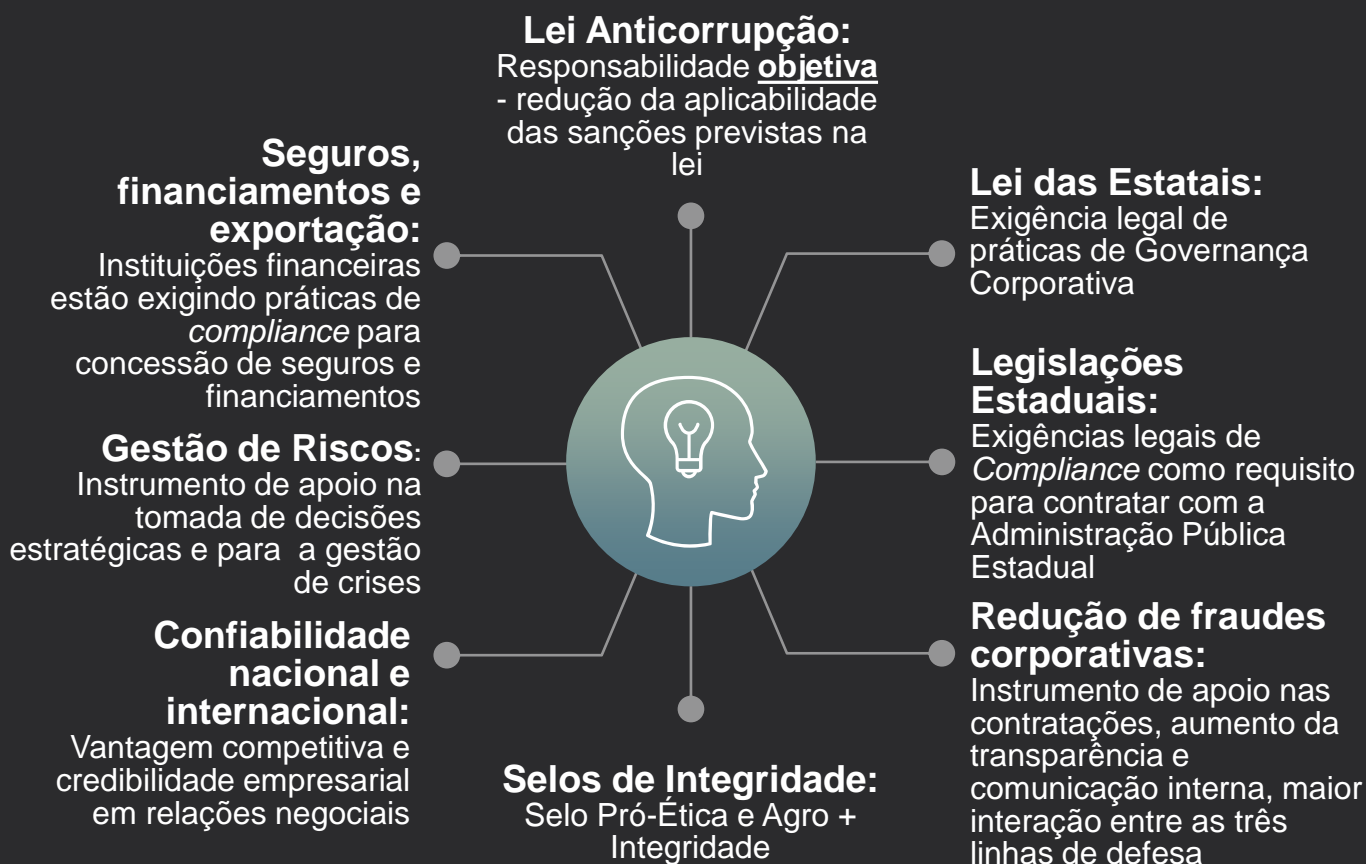 Lei Anticorrupção:
Responsabilidade objetiva
- redução da aplicabilidade
das sanções previstas na
lei
Seguros,
financiamentos e
exportação:
Instituições financeiras
estão exigindo práticas de
compliance para
concessão de seguros e
financiamentos
Gestão de Riscos:
Instrumento de apoio na
tomada de decisões
estratégicas e para a gestão
de crises
Confiabilidade
nacional e
internacional:
Vantagem competitiva e
credibilidade empresarial
em relações negociais
Selos de Integridade:
Selo Pró-Ética e Agro +
Integridade
Lei das Estatais:
Exigência legal de
práticas de Governança
Corporativa
Legislações
Estaduais:
Exigências legais de
Compliance como requisito
para contratar com a
Administração Pública
Estadual
Redução de fraudes
corporativas:
Instrumento de apoio nas
contratações, aumento da
transparência e
comunicação interna, maior
interação entre as três
linhas de defesa